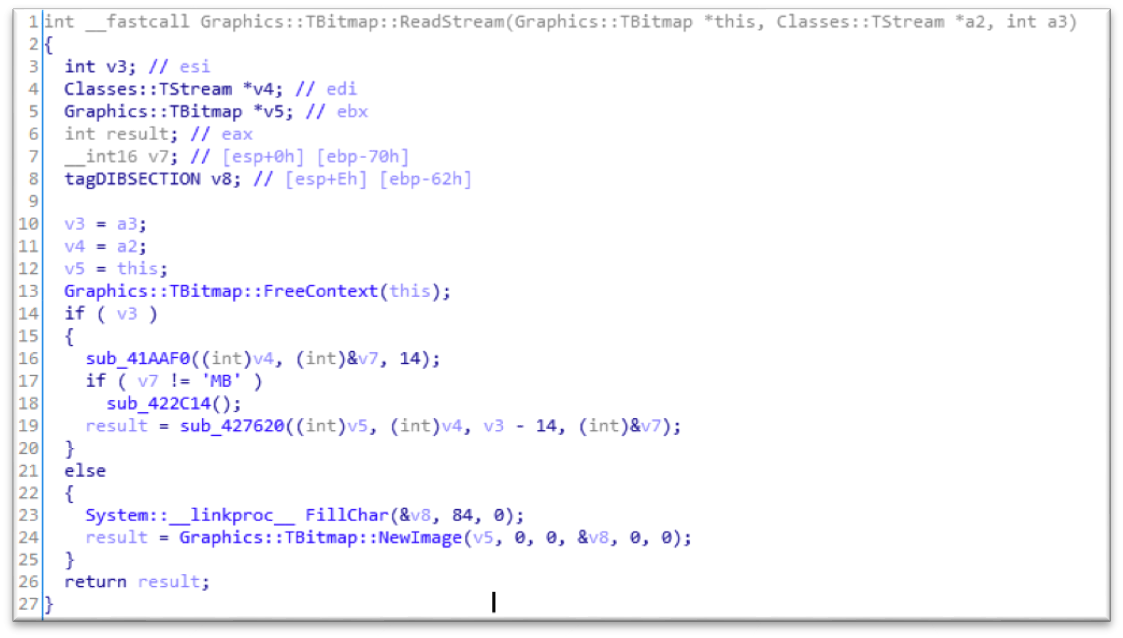 1 int __fastcall Graphics::TBitmap::ReadStream(Graphics::TBitmap *this, Classes::TStream *a2, int a3)
2 {
3   int v3; // esi
4   Classes::TStream *v4; // edi
5   Graphics::TBitmap *v5; // ebx
6   int result; // eax
7   __int16 v7; // [esp+0h] [ebp-70h]
8   tagDIBSECTION v8; // [esp+Eh] [ebp-62h]
9
10   v3 = a3;
11   v4 = a2;
12   v5 = this;
13   Graphics::TBitmap::FreeContext(this);
14   if ( v3 )
15   {
16     sub_41AAF0((int)v4, (int)&v7, 14);
17     if ( v7 != 'MB' )
18       sub_422C14();
19     result = sub_427620((int)v5, (int)v4, v3 - 14, (int)&v7);
20   }
21   else
22   {
23     System::__linkproc__ FillChar(&v8, 84, 0);
24     result = Graphics::TBitmap::NewImage(v5, 0, 0, &v8, 0, 0);
25   }
26   return result;
27 }